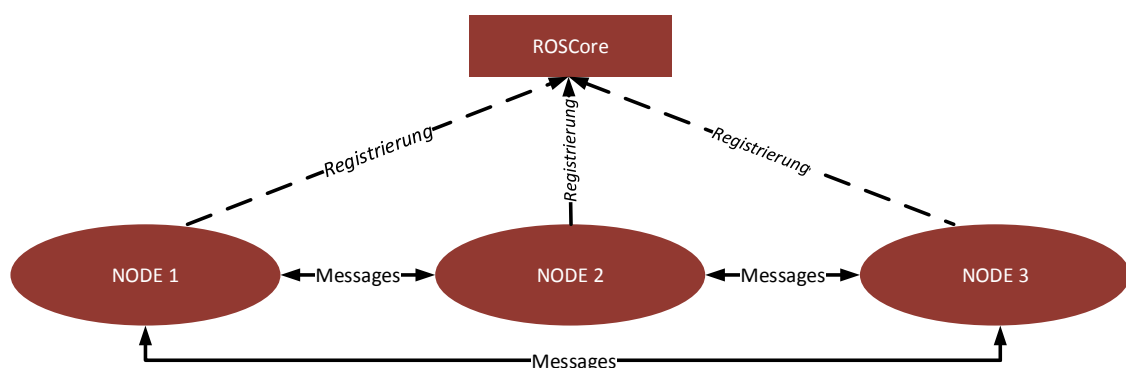 ROSCore
Registrierung
Registrierung
Registrierung
NODE 1
Messages
NODE 2
Messages
NODE 3
Messages